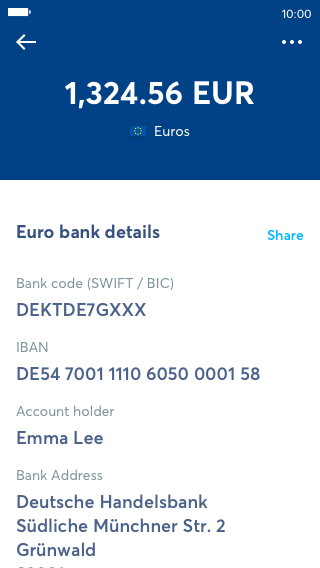 10:00
1,324.56 EUR
Euros
Euro bank details
Share
Bank code (SWIFT / BIC)
DEKTDE7GXXX
IBAN
DE54 7001 1110 6050 0001 58
Account holder
Emma Lee
Bank Address
Deutsche Handelsbank
Südliche Münchner Str. 2
Grünwald